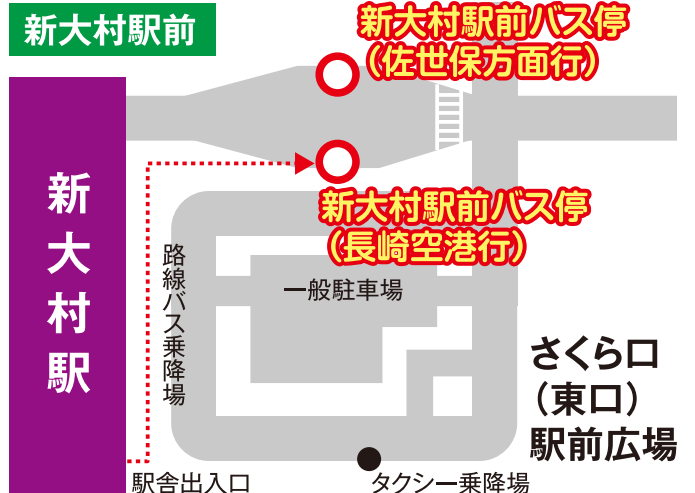 新大村駅前
新大村駅前バス停
（佐世保方面行）
新大村駅
新大村駅前バス停
（長崎空港行）
路線バス乗降場
一般駐車場
さくら口
（東口）
駅前広場
駅舎出入口
タクシー乗降場